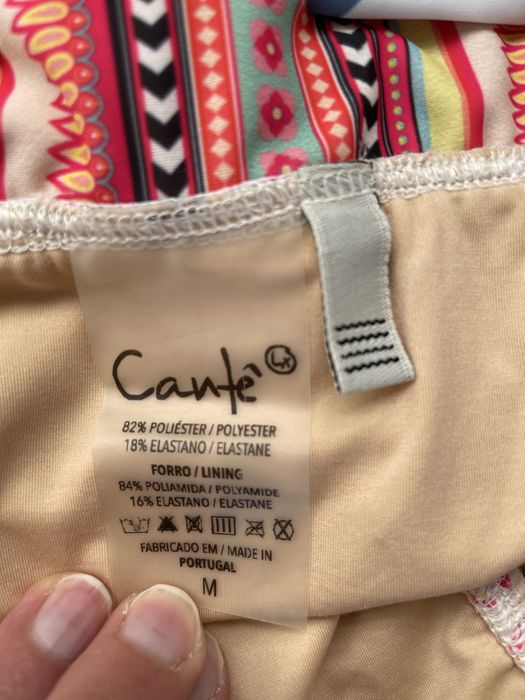 Cantê Lx
82% POLIÉSTER / POLYESTER
18% ELASTANO / ELASTANE
FORRO / LINING
84% POLIAMIDA / POLYAMIDE
16% ELASTANO / ELASTANE
FABRICADO EM / MADE IN
PORTUGAL
M